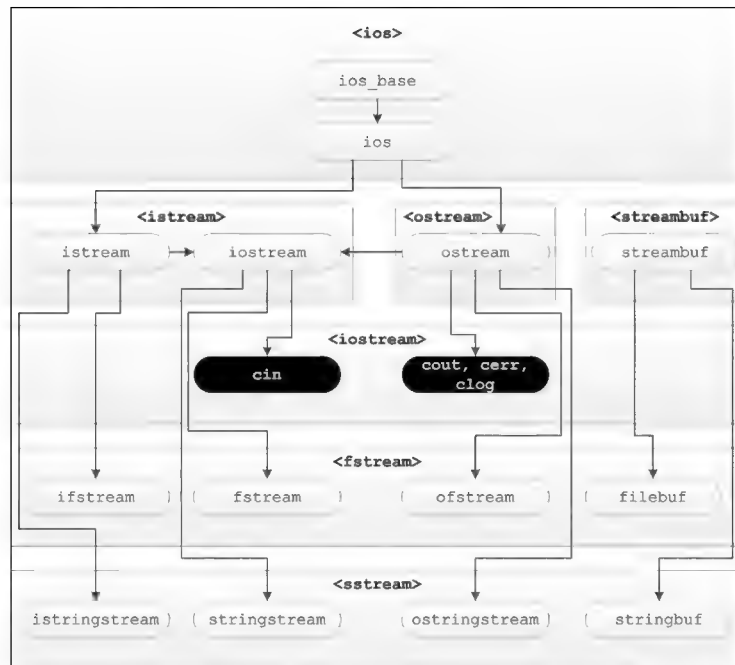 <ios>
ios_base
ios
<istream> <ostream> <streambuf>
istream iostream ostream streambuf
<iostream>
cin cout, cerr,
clog
<fstream>
ifstream fstream ofstream filebuf
<sstream>
istringstream stringstream ostringstream stringbuf